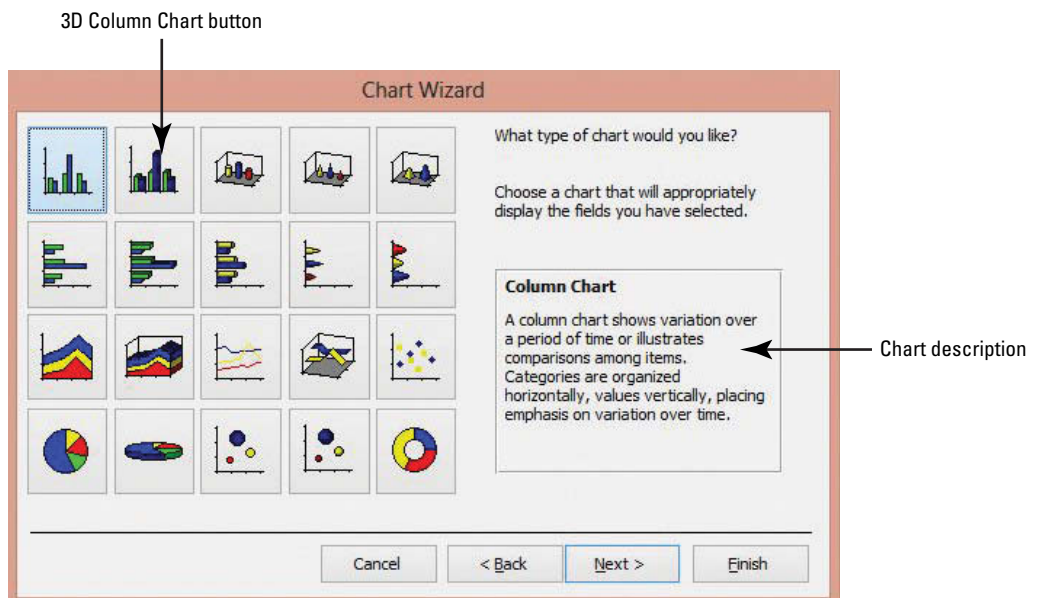 3D Column Chart button
Chart Wizard
What type of chart would you like?
Choose a chart that will appropriately
display the fields you have selected.
Column Chart
A column chart shows variation over
a period of time or illustrates
comparisons among items.
Categories are organized
horizontally, values vertically, placing
emphasis on variation over time.
Chart description
Cancel
< Back
Next >
Finish